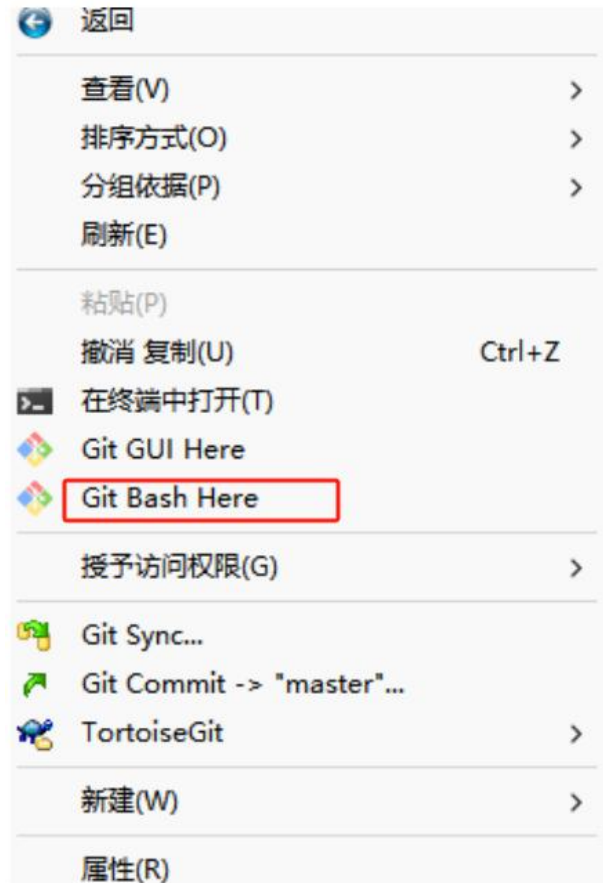 返回
查看(V)
排序方式(O)
分组依据(P)
刷新(E)
粘贴(P)
撤消 复制(U) Ctrl+Z
在终端中打开(T)
Git GUI Here
Git Bash Here
授予访问权限(G)
Git Sync...
Git Commit -> "master"...
TortoiseGit
新建(W)
属性(R)